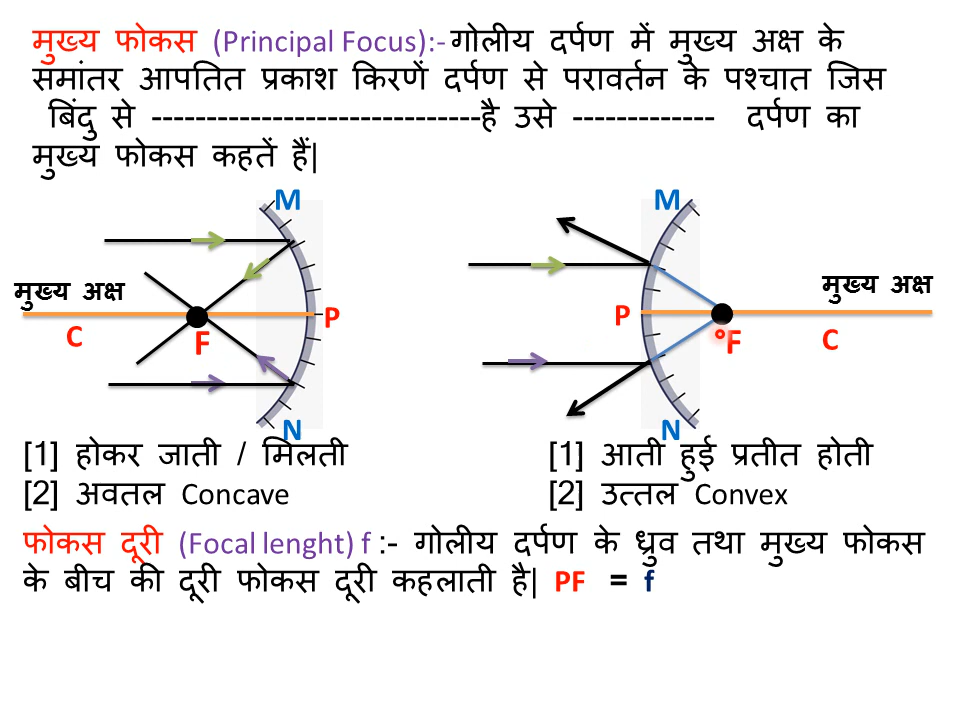 मुख्य फोकस (Principal Focus):- गोलीय दर्पण में मुख्य अक्ष के
समांतर आपतित प्रकाश किरणें दर्पण से परावर्तन के पश्चात जिस
बिंदु से ------------------------------है उसे ------------- दर्पण का
मुख्य फोकस कहतें हैं|
M
मुख्य अक्ष
C
F
P
N
M
मुख्य अक्ष
P
°F
C
N
[1] होकर जाती / मिलती
[2] अवतल Concave
[1] आती हुई प्रतीत होती
[2] उत्तल Convex
फोकस दूरी (Focal lenght) f :- गोलीय दर्पण के ध्रुव तथा मुख्य फोकस
के बीच की दूरी फोकस दूरी कहलाती है| PF = f